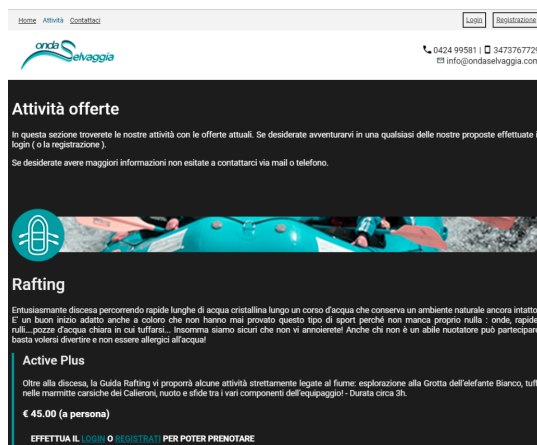 Home Attività Contattaci Login Registrazione
onda Selvaggia
0424 99581 | 3473767729
info@ondaselvaggia.com
Attività offerte
In questa sezione troverete le nostre attività con le offerte attuali. Se desiderate avventurarvi in una qualsiasi delle nostre proposte effettuate
login ( o la registrazione ).
Se desiderate avere maggiori informazioni non esitate a contattarci via mail o telefono.
Rafting
Entusiasmante discesa percorrendo rapide lunghe di acqua cristallina lungo un corso d'acqua che conserva un ambiente naturale ancora intatto
E' un buon inizio adatto anche a coloro che non hanno mai provato questo tipo di sport perché non manca proprio nulla : onde, rapide
rulli....pozze d'acqua chiara in cui tuffarsi... Insomma siamo sicuri che non vi annoierete! Anche chi non è un abile nuotatore può partecipare
basta volersi divertire e non essere allergici all'acqua!
Active Plus
Oltre alla discesa, la Guida Rafting vi proporrà alcune attività strettamente legate al fiume: esplorazione alla Grotta dell'elefante Bianco,
nelle marmitte carsiche dei Calieroni, nuoto e sfide tra i vari componenti dell'equipaggio! - Durata circa 3h.
€ 45.00 (a persona)
EFFETTUA IL LOGIN O REGISTRATI PER POTER PRENOTARE